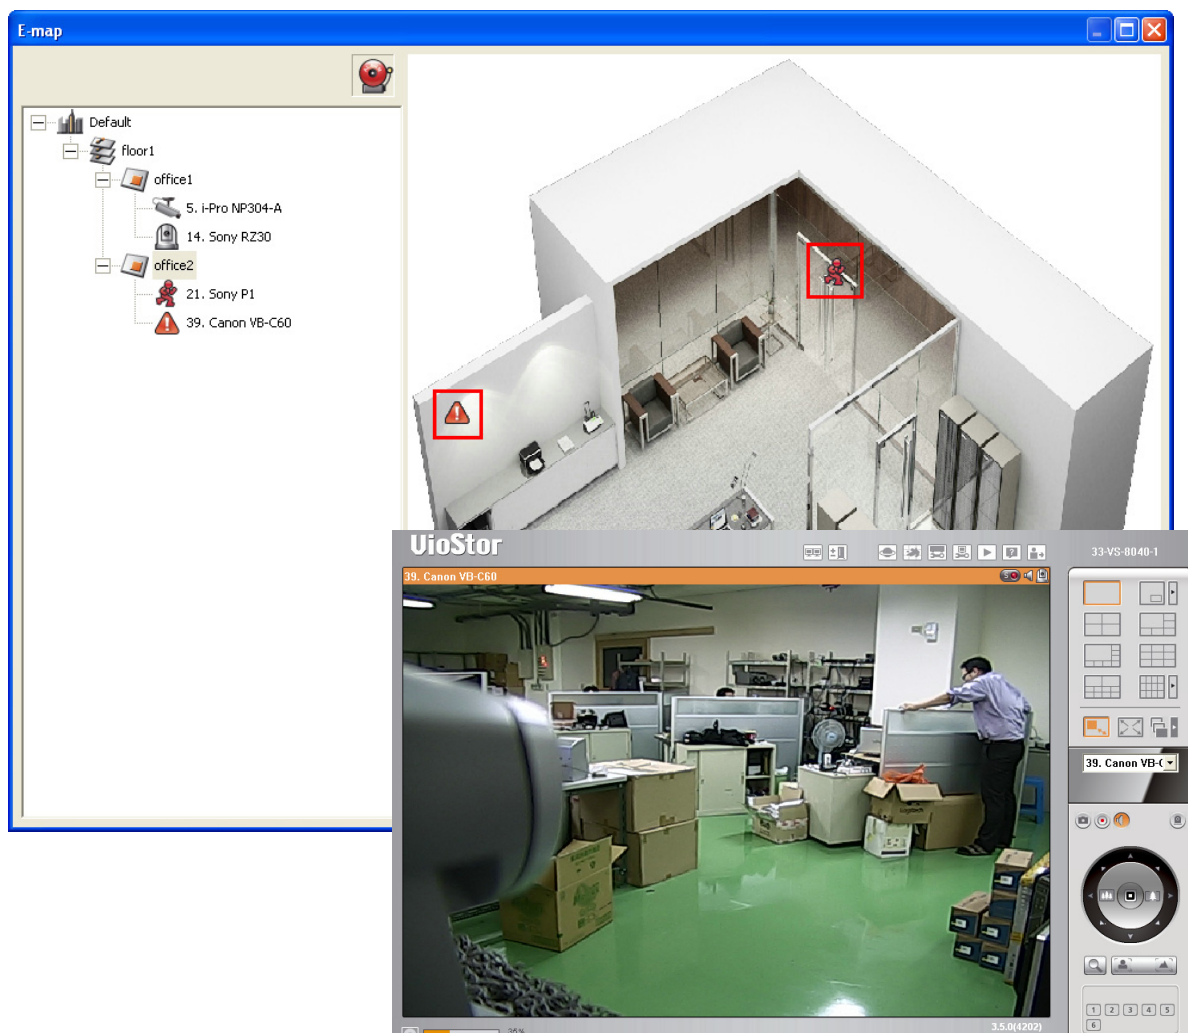 E-map
Default
floor1
office1
5. i-Pro NP304-A
14. Sony RZ30
office2
21. Sony P1
39. Canon VB-C60
VioStor
33-VS-8040-1
39. Canon VB-C60
39. Canon VB-(
1 2 3 4 5
6
3.5.0(4202)